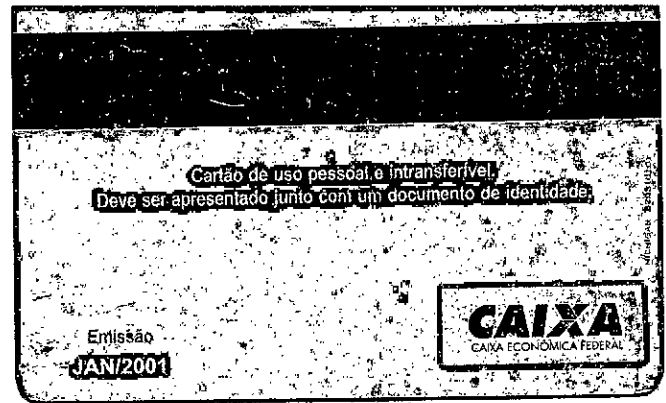 Cartão de uso pessoal e intransferível.
Deve ser apresentado junto com um documento de identidade.
Emissão
JAN/2001
CAIXA
CAIXA ECONÔMICA FEDERAL